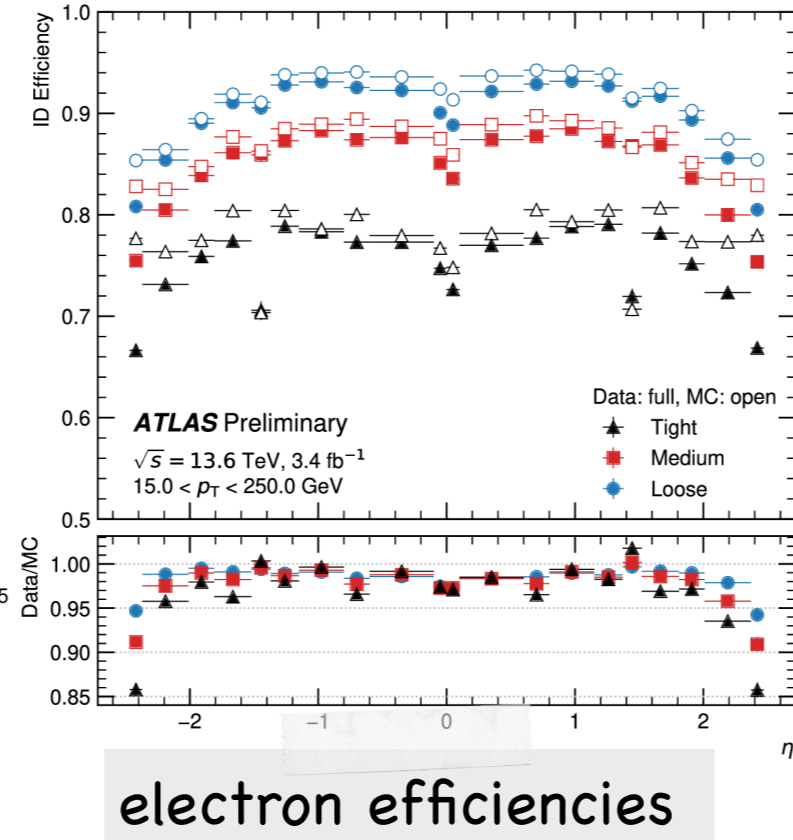 1.0
0.9
0.8
0.7
0.6
0.5
ID Efficiency
ATLAS Preliminary
√s = 13.6 TeV, 3.4 fb⁻¹
15.0 < pT < 250.0 GeV
Data: full, MC: open
Tight
Medium
Loose
1.00
0.95
0.90
0.85
5
Data/MC
−2 −1 0 1 2
η
electron efficiencies